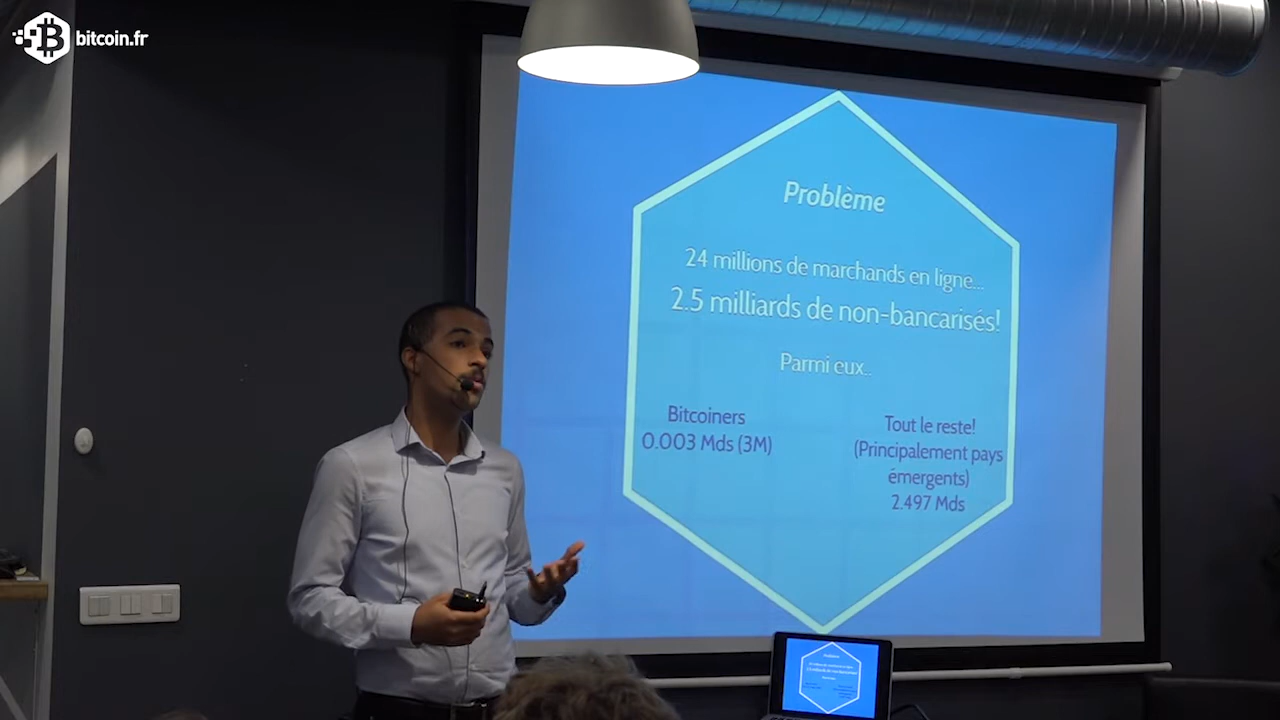 bitcoin.fr
Problème
24 millions de marchands en ligne...
2.5 milliards de non-bancarisés!
Parmi eux..
Bitcoiners
0.003 Mds (3M)
Tout le reste!
(Principalement pays
émergents)
2.497 Mds